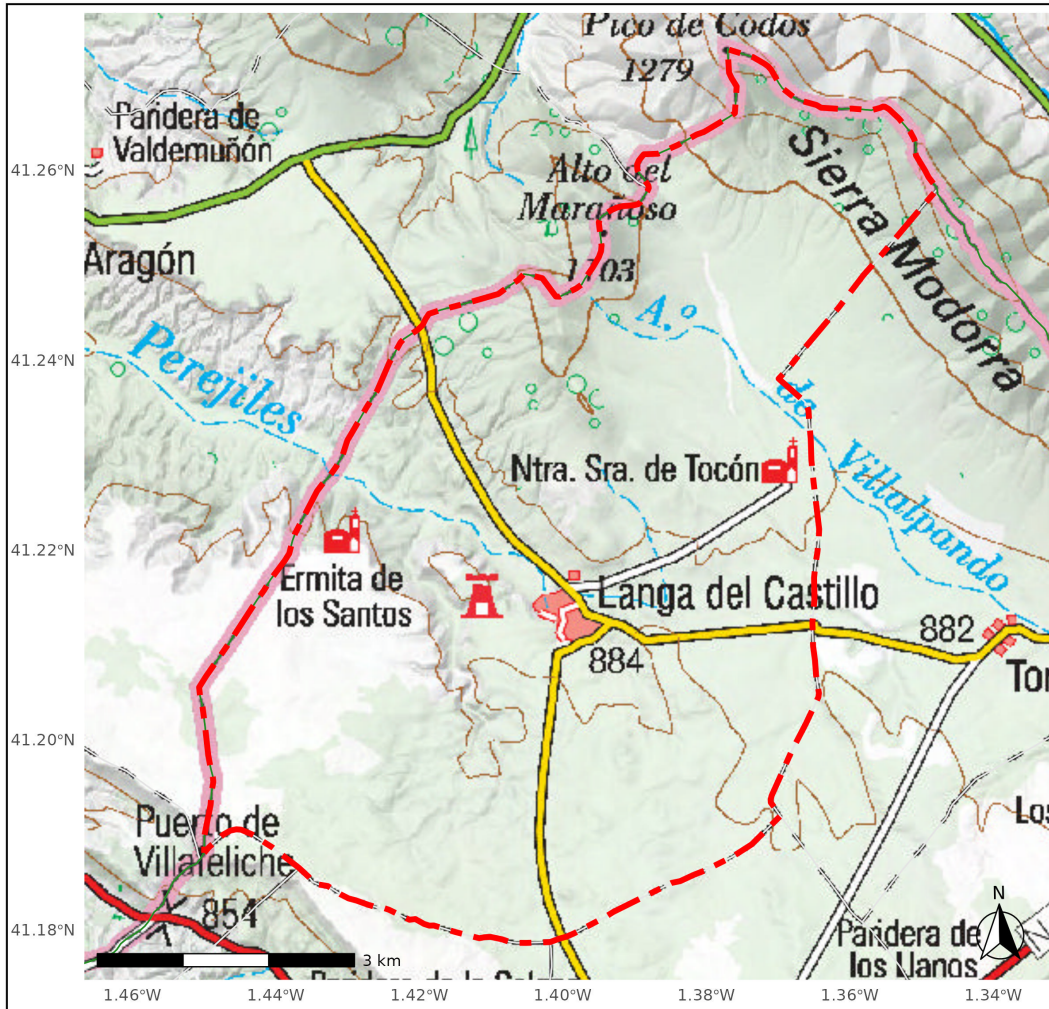 Pico de Codos
1279
Paridera de
Valdemuñón
41.26°N
Alto del
Marañoso
1103
Sierra Modorra
Aragón
A.º de Villalpando
41.24°N
Perejiles
Ntra. Sra. de Tocón
41.22°N
Ermita de
los Santos
Langa del Castillo
884
882
Tor
41.20°N
Los
Puerto de
Villafeliche
854
41.18°N
Paridera de
los Llanos
N
N
3 km
1.46°W 1.44°W 1.42°W 1.40°W 1.38°W 1.36°W 1.34°W